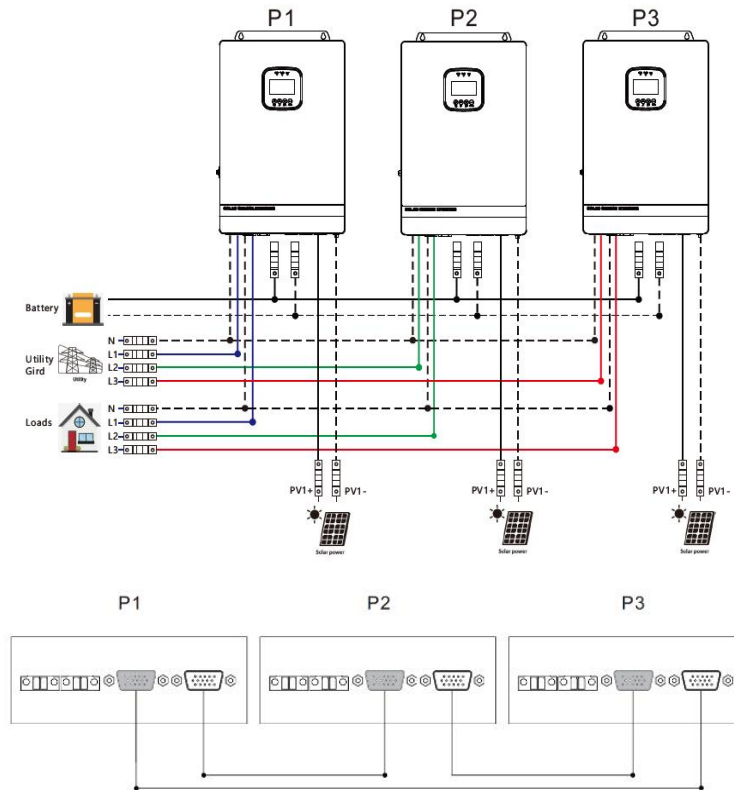 P1 P2 P3
Battery
N
L1
Utility
Gird
Utility
L2
L3
N
L1
Loads
L2
L3
PV1+ PV1- PV1+ PV1- PV1+ PV1-
Solar power Solar power Solar power
P1 P2 P3